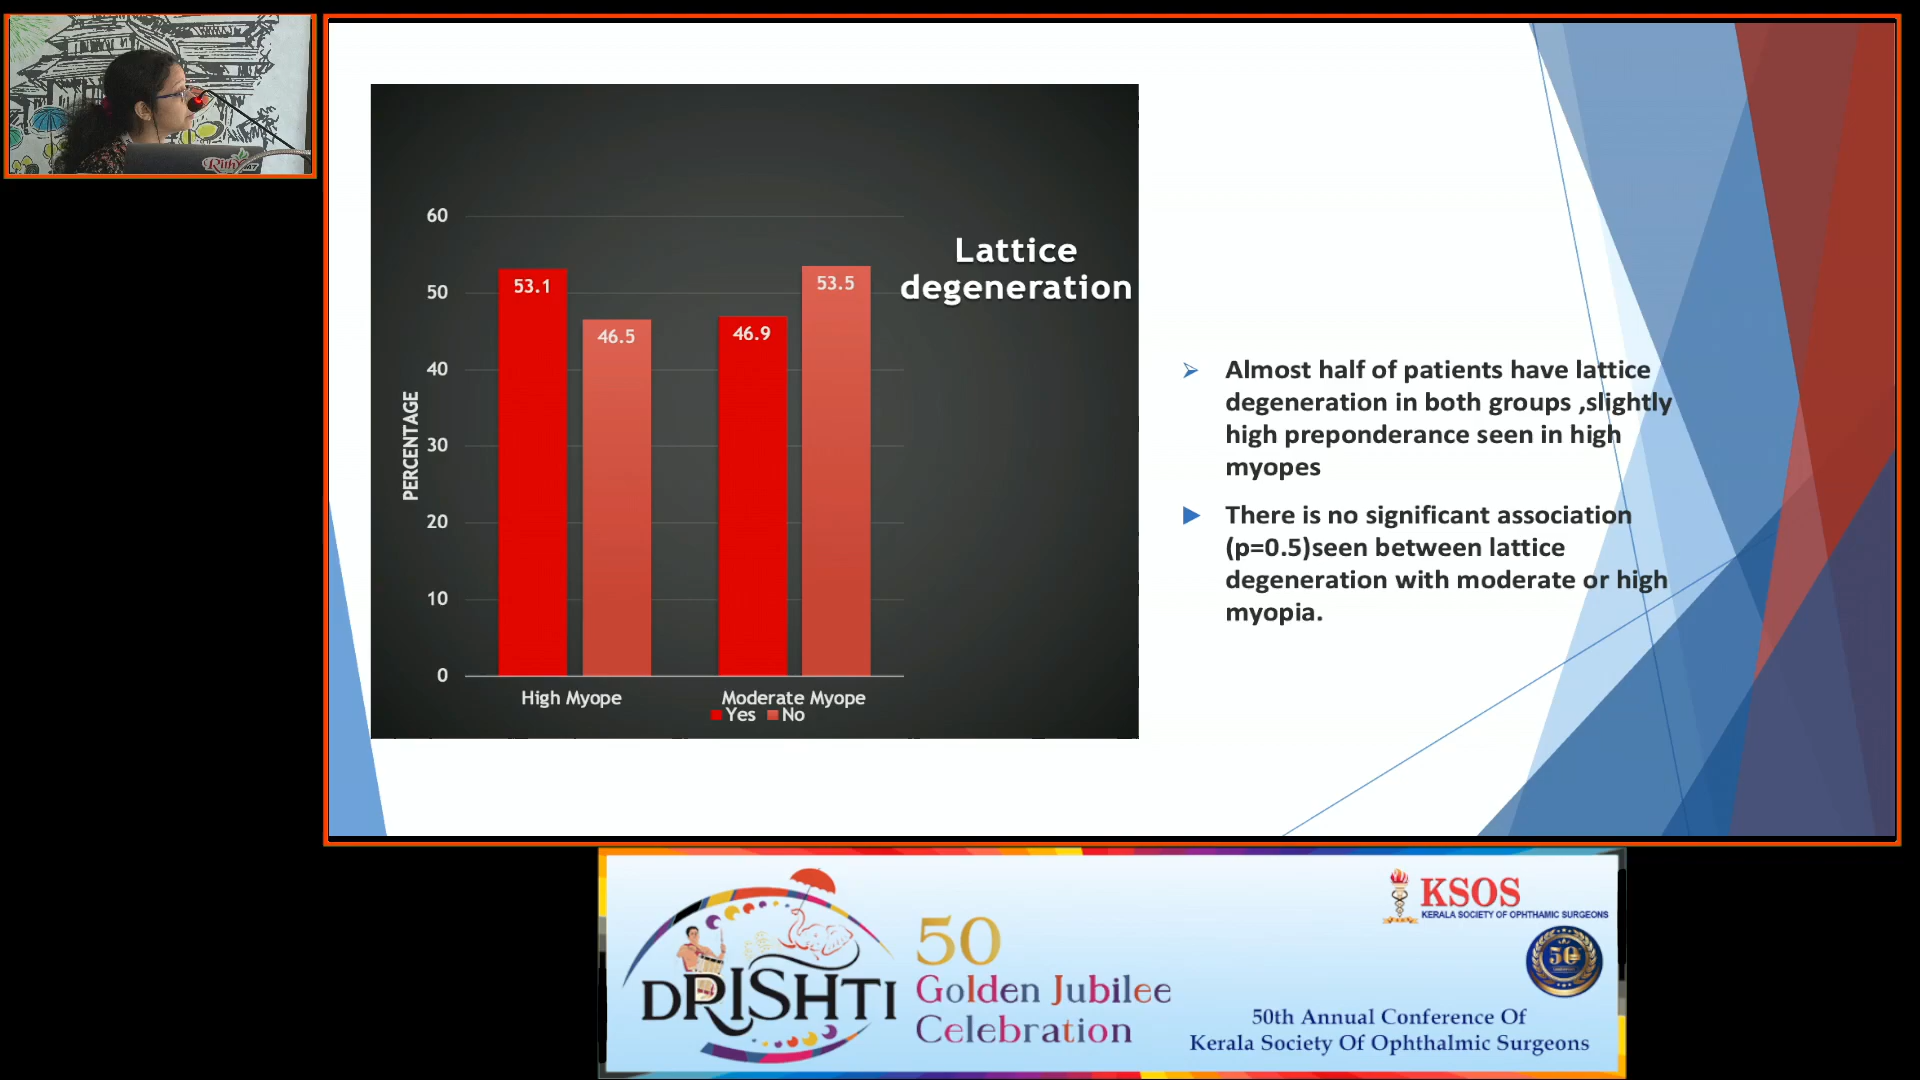 60
50
40
30
20
10
0
PERCENTAGE
53.1
46.5
46.9
53.5
High Myope
Moderate Myope
Yes No
Lattice
degeneration
Almost half of patients have lattice
degeneration in both groups ,slightly
high preponderance seen in high
myopes
There is no significant association
(p=0.5)seen between lattice
degeneration with moderate or high
myopia.
DRISHTI
50
Golden Jubilee
Celebration
KSOS
KERALA SOCIETY OF OPHTHAMIC SURGEONS
50
50th Annual Conference Of
Kerala Society Of Ophthalmic Surgeons